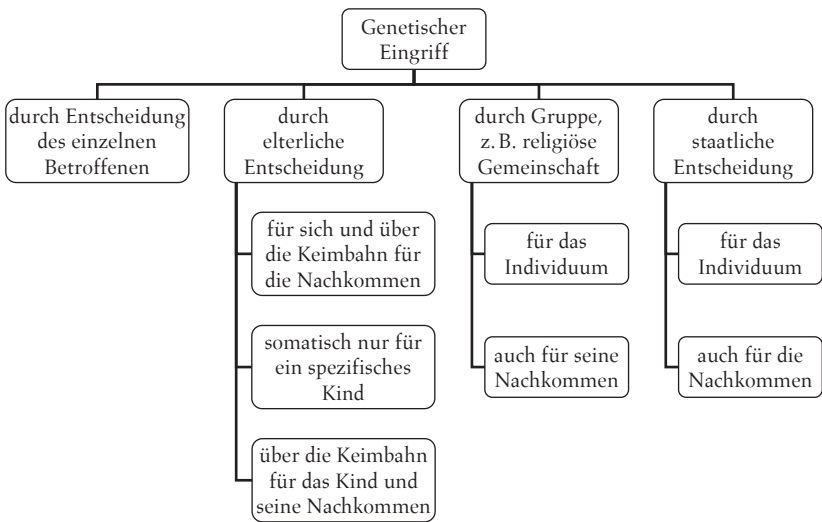 Genetischer
Eingriff
durch Entscheidung
des einzelnen
Betroffenen
durch
elterliche
Entscheidung
durch Gruppe,
z. B. religiöse
Gemeinschaft
durch
staatliche
Entscheidung
für sich und über
die Keimbahn für
die Nachkommen
somatisch nur für
ein spezifisches
Kind
über die Keimbahn
für das Kind und
seine Nachkommen
für das
Individuum
auch für seine
Nachkommen
für das
Individuum
auch für die
Nachkommen